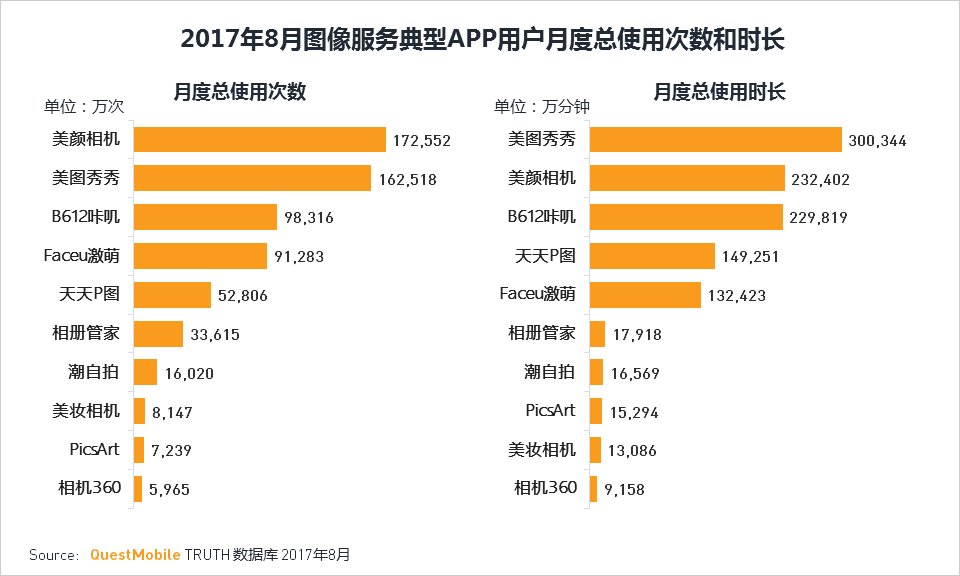 2017年8月图像服务典型APP用户月度总使用次数和时长
月度总使用次数
单位：万次
美颜相机 172,552
美图秀秀 162,518
B612咔叽 98,316
Faceu激萌 91,283
天天P图 52,806
相册管家 33,615
潮自拍 16,020
美妆相机 8,147
PicsArt 7,239
相机360 5,965
月度总使用时长
单位：万分钟
美图秀秀 300,344
美颜相机 232,402
B612咔叽 229,819
天天P图 149,251
Faceu激萌 132,423
相册管家 17,918
潮自拍 16,569
PicsArt 15,294
美妆相机 13,086
相机360 9,158
Source： QuestMobile TRUTH 数据库 2017年8月